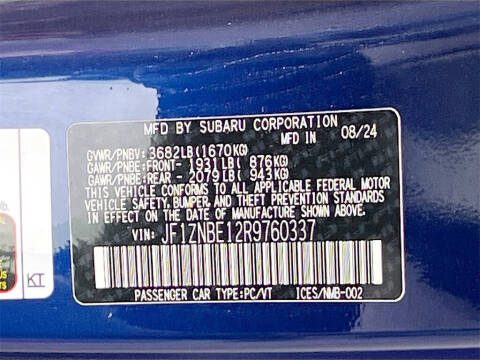 MFD BY SUBARU CORPORATION
MFD IN 08/24
GVWR/PNBV: 3682LB(1670KG)
GAWR/PNBE:FRONT- 1931LB( 876KG)
GAWR/PNBE:REAR - 2079LB( 943KG)
THIS VEHICLE CONFORMS TO ALL APPLICABLE FEDERAL MOTOR
VEHICLE SAFETY,BUMPER,AND THEFT PREVENTION STANDARDS
IN EFFECT ON THE DATE OF MANUFACTURE SHOWN ABOVE.
VIN: JF1ZNBE12R9760337
PASSENGER CAR TYPE:PC/VT ICES/NMB-002
KT